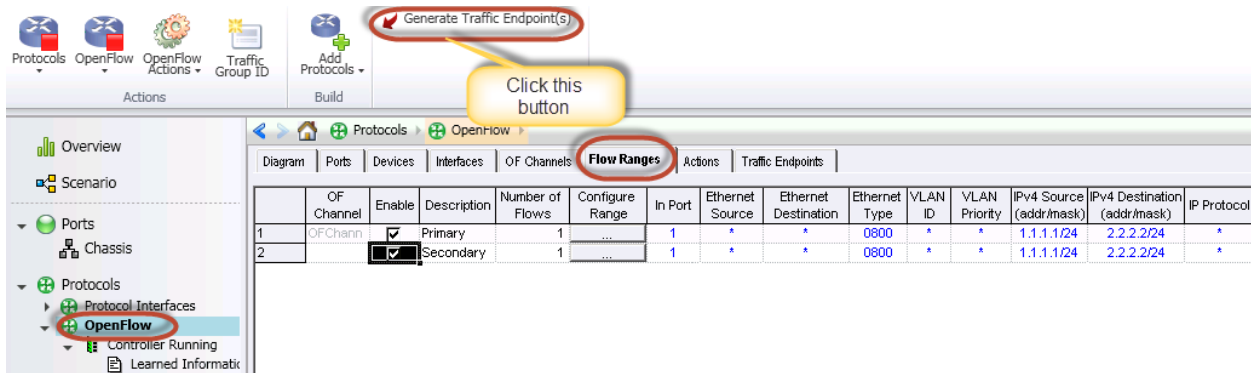 Generate Traffic Endpoint(s)
Protocols OpenFlow OpenFlow Actions Traffic Group ID Add Protocols
Actions Build
Click this
button
Protocols OpenFlow
Diagram Ports Devices Interfaces OF Channels Flow Ranges Actions Traffic Endpoints
OF Channel Enable Description Number of Flows Configure Range In Port Ethernet Source Ethernet Destination Ethernet Type VLAN ID VLAN Priority IPv4 Source (addr/mask) IPv4 Destination (addr/mask) IP Protocol
1 OFChann Primary 1 ... 1 * * 0800 * * 1.1.1.1/24 2.2.2.2/24 *
2 Secondary 1 ... 1 * * 0800 * * 1.1.1.1/24 2.2.2.2/24 *
Overview
Scenario
Ports
Chassis
Protocols
Protocol Interfaces
OpenFlow
Controller Running
Learned Informatic